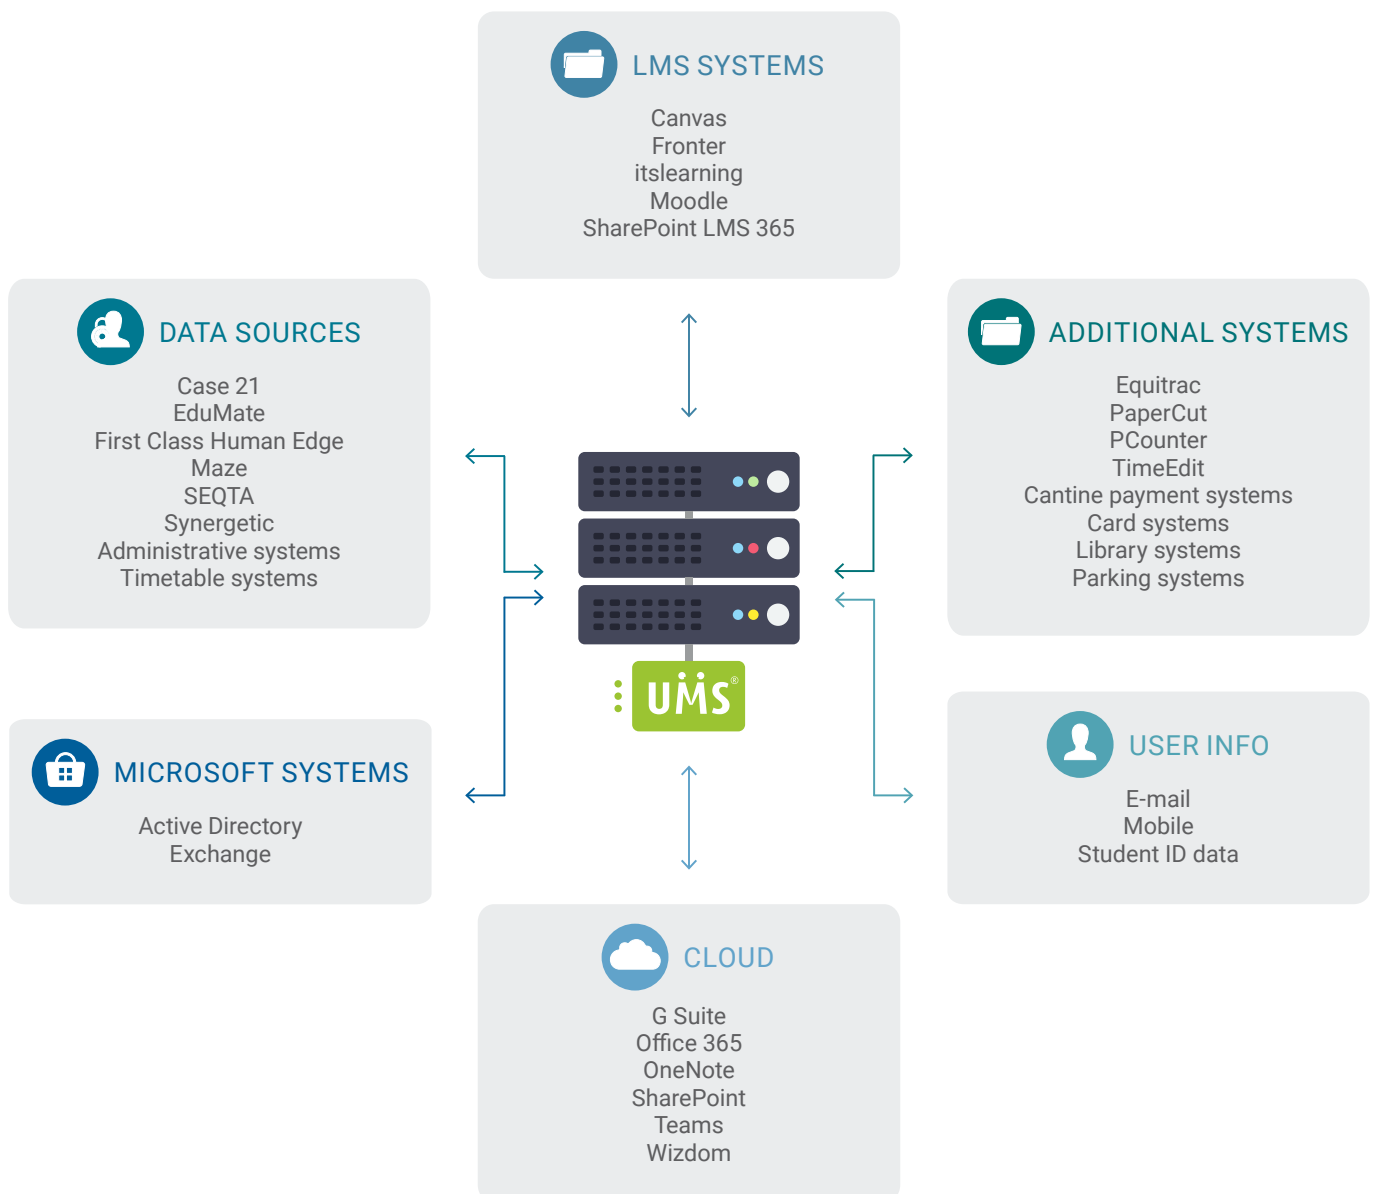 LMS SYSTEMS
Canvas
Fronter
itslearning
Moodle
SharePoint LMS 365
DATA SOURCES
Case 21
EduMate
First Class Human Edge
Maze
SEQTA
Synergetic
Administrative systems
Timetable systems
ADDITIONAL SYSTEMS
Equitrac
PaperCut
PCounter
TimeEdit
Cantine payment systems
Card systems
Library systems
Parking systems
UMS®
MICROSOFT SYSTEMS
Active Directory
Exchange
USER INFO
E-mail
Mobile
Student ID data
CLOUD
G Suite
Office 365
OneNote
SharePoint
Teams
Wizdom